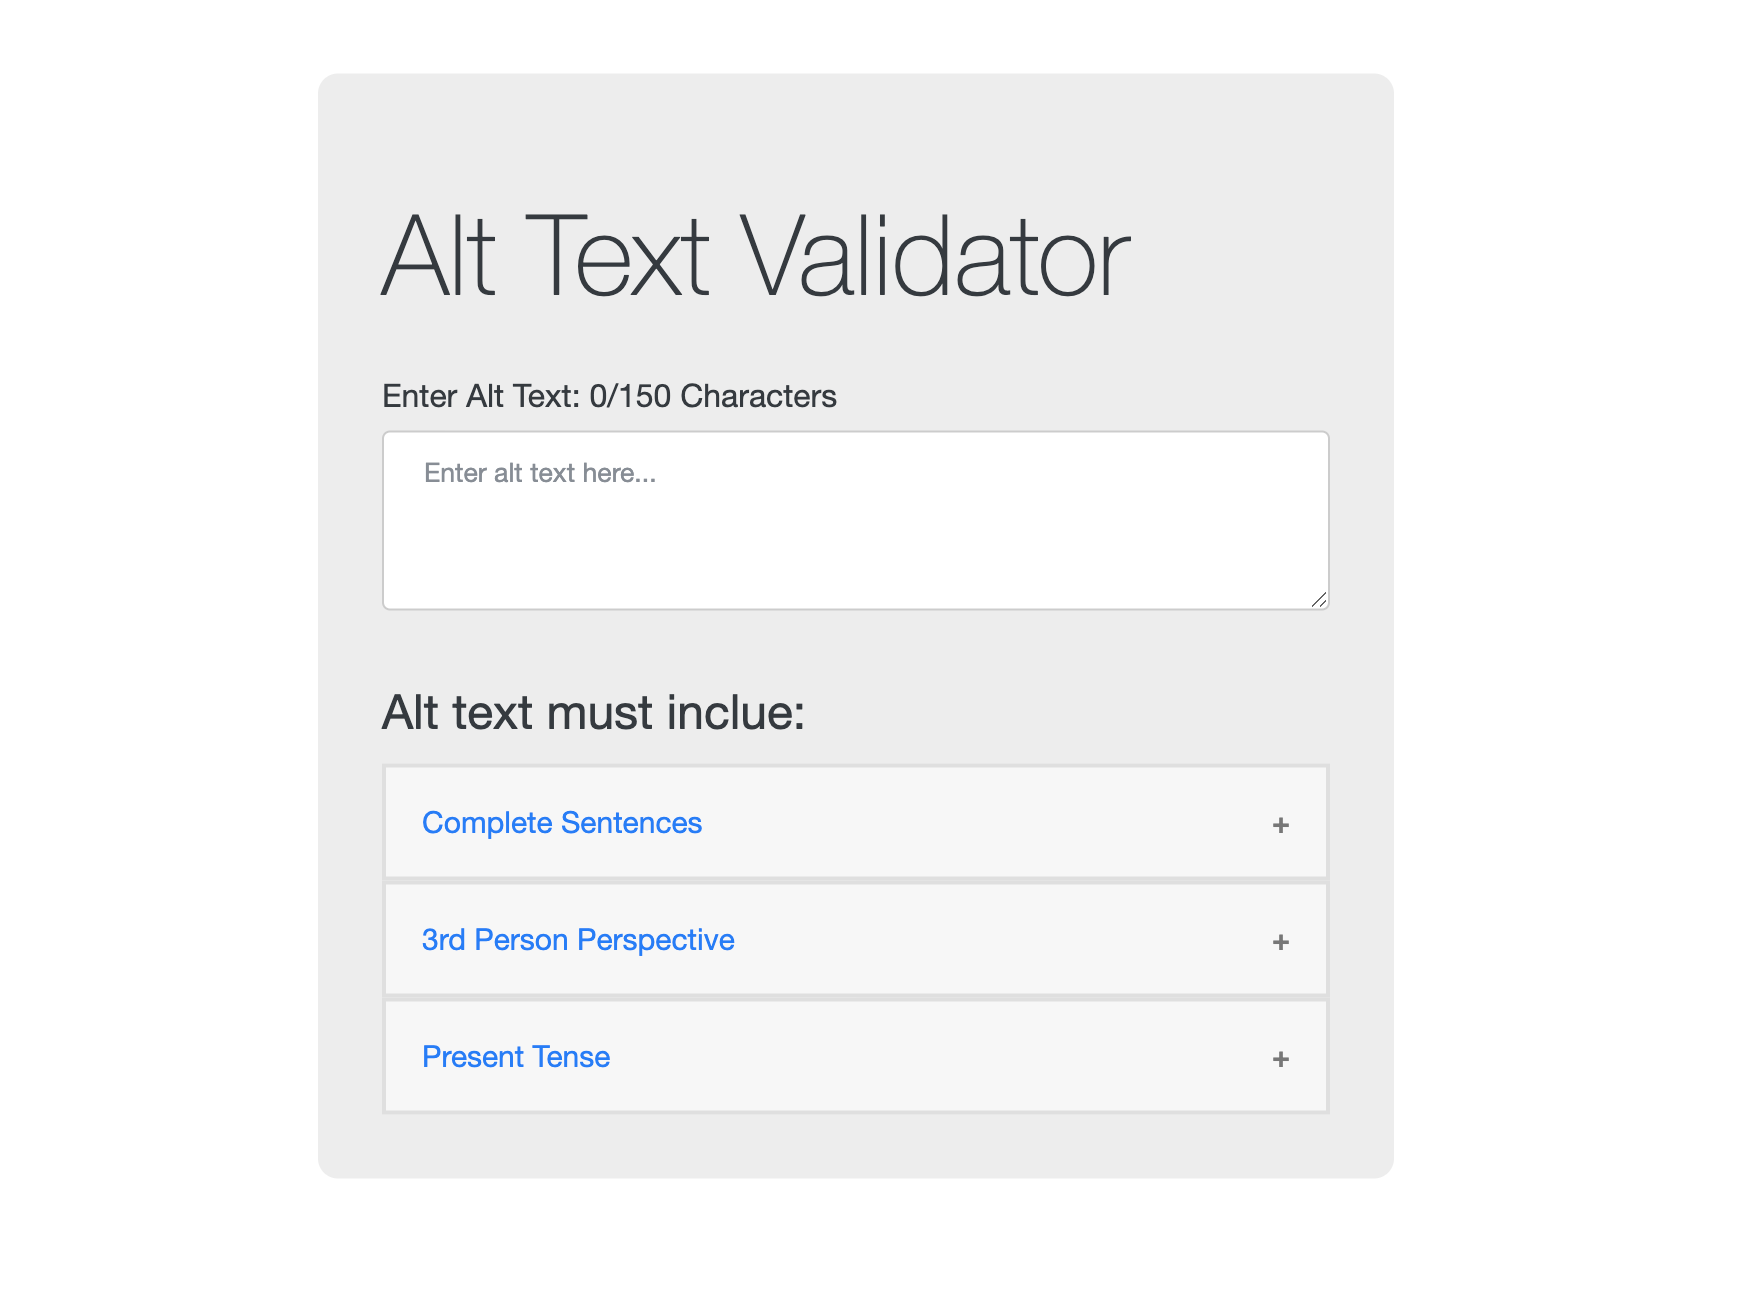 Alt Text Validator
Enter Alt Text: 0/150 Characters
Enter alt text here...
Alt text must inclue:
Complete Sentences +
3rd Person Perspective +
Present Tense +